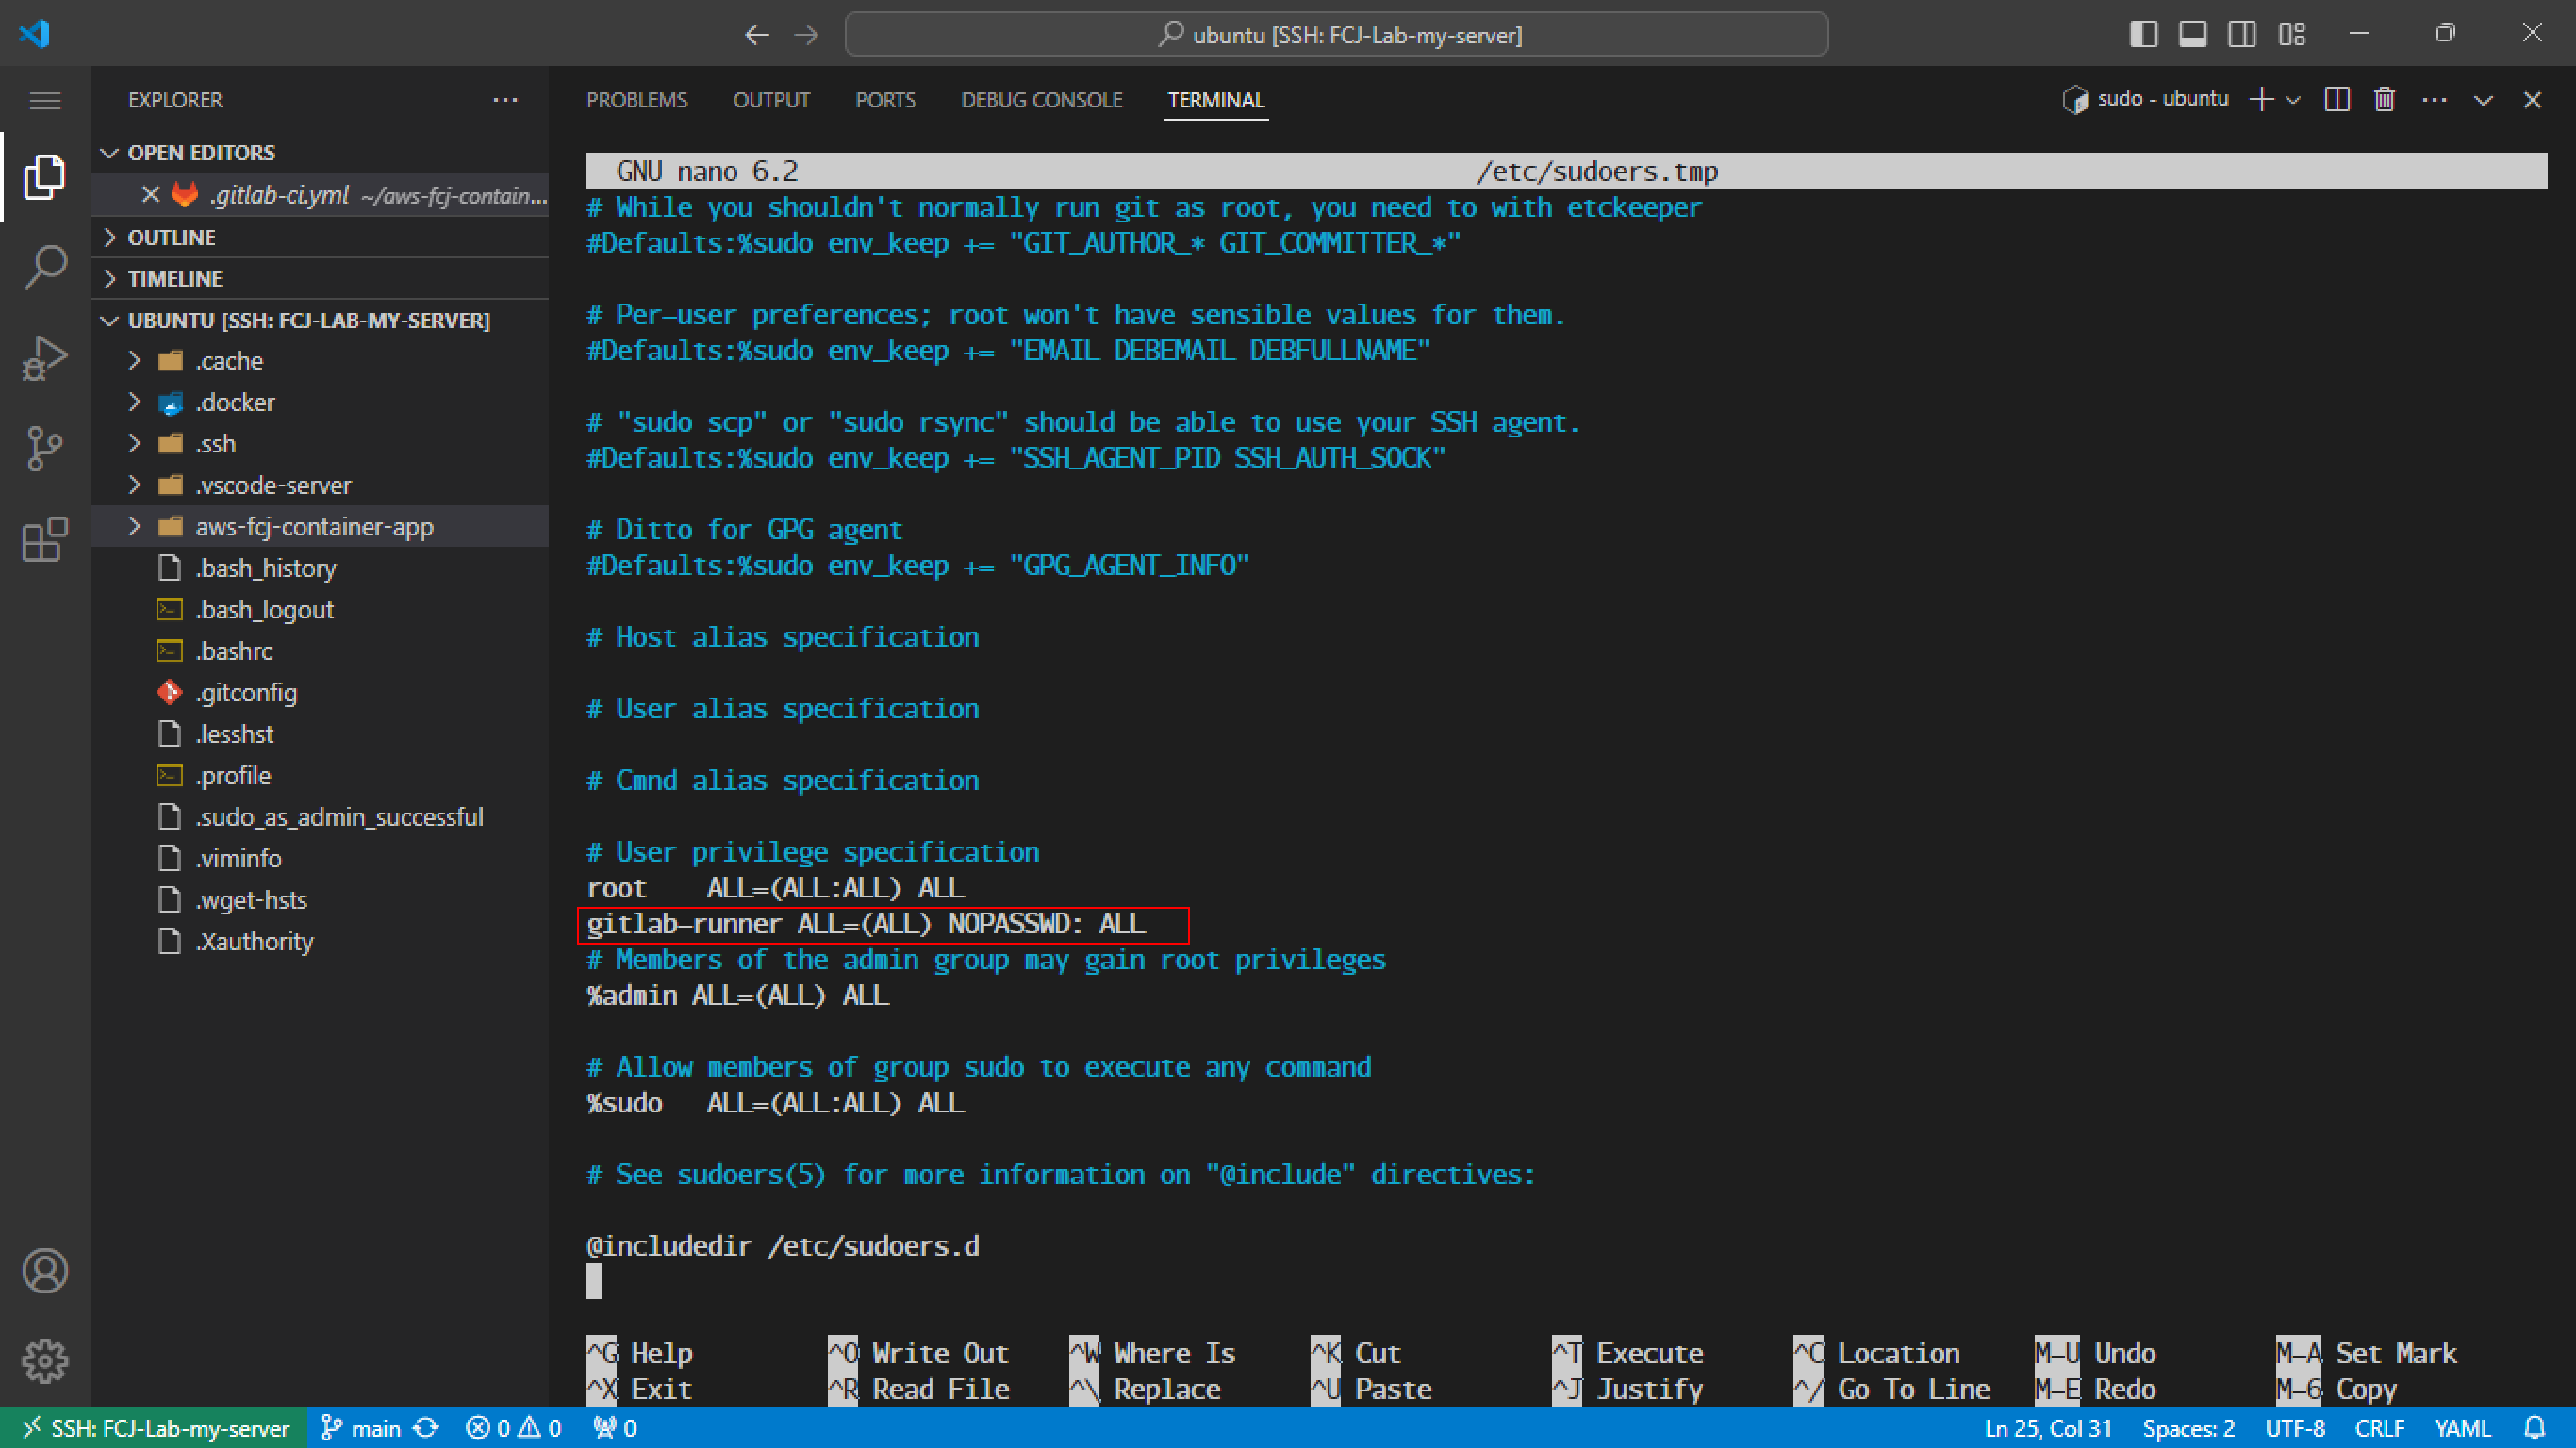 ubuntu [SSH: FCJ-Lab-my-server]
EXPLORER
OPEN EDITORS
.gitlab-ci.yml ~/aws-fcj-contain...
OUTLINE
TIMELINE
UBUNTU [SSH: FCJ-LAB-MY-SERVER]
.cache
.docker
.ssh
.vscode-server
aws-fcj-container-app
.bash_history
.bash_logout
.bashrc
.gitconfig
.lesshst
.profile
.sudo_as_admin_successful
.viminfo
.wget-hsts
.Xauthority
PROBLEMS OUTPUT PORTS DEBUG CONSOLE TERMINAL
sudo - ubuntu
GNU nano 6.2 /etc/sudoers.tmp
# While you shouldn't normally run git as root, you need to with etckeeper
#Defaults:%sudo env_keep += "GIT_AUTHOR_* GIT_COMMITTER_*"
# Per-user preferences; root won't have sensible values for them.
#Defaults:%sudo env_keep += "EMAIL DEBEMAIL DEBFULLNAME"
# "sudo scp" or "sudo rsync" should be able to use your SSH agent.
#Defaults:%sudo env_keep += "SSH_AGENT_PID SSH_AUTH_SOCK"
# Ditto for GPG agent
#Defaults:%sudo env_keep += "GPG_AGENT_INFO"
# Host alias specification
# User alias specification
# Cmnd alias specification
# User privilege specification
root ALL=(ALL:ALL) ALL
gitlab-runner ALL=(ALL) NOPASSWD: ALL
# Members of the admin group may gain root privileges
%admin ALL=(ALL) ALL
# Allow members of group sudo to execute any command
%sudo ALL=(ALL:ALL) ALL
# See sudoers(5) for more information on "@include" directives:
@includedir /etc/sudoers.d
^G Help ^O Write Out ^W Where Is ^K Cut ^T Execute ^C Location M-U Undo M-A Set Mark
^X Exit ^R Read File ^\ Replace ^U Paste ^J Justify ^/ Go To Line M-E Redo M-6 Copy
SSH: FCJ-Lab-my-server main 0 0 0 Ln 25, Col 31 Spaces: 2 UTF-8 CRLF YAML